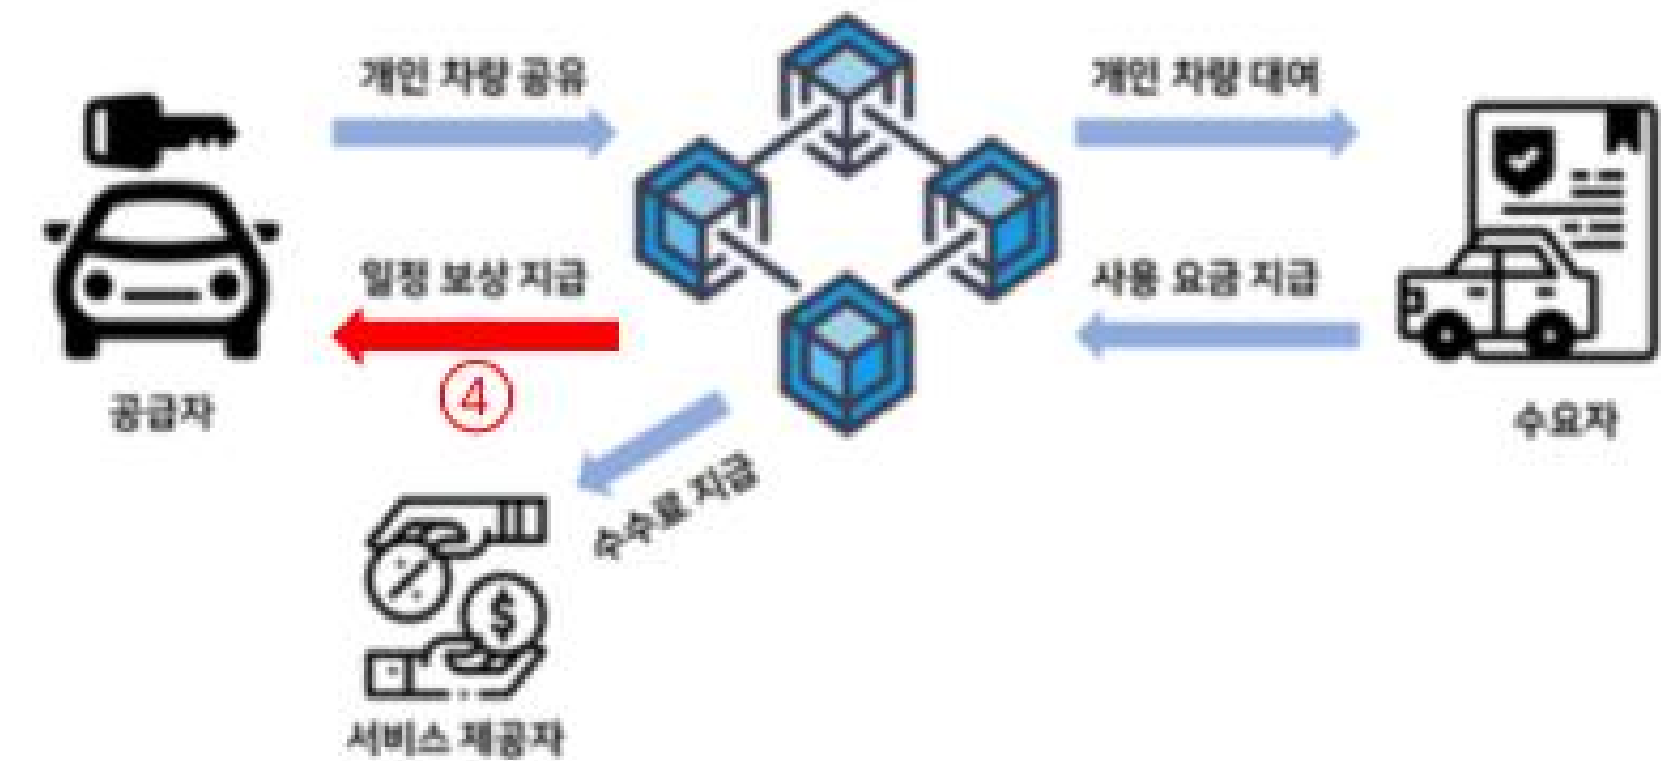 개인 차량 공유
개인 차량 대여
일정 보상 지급
사용 요금 지급
④
공급자
수요자
수수료 지급
%
$
서비스 제공자